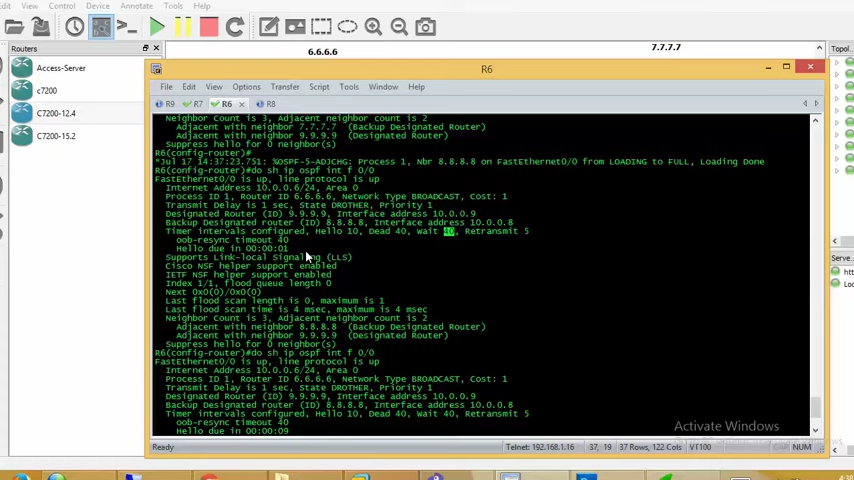 Edit View Control Device Annotate Tools Help
6.6.6.6
7.7.7.7
Routers
Topol..
Access-Server
c7200
C7200-12.4
C7200-15.2
R6
File Edit View Options Transfer Script Tools Window Help
R9 R7 R6 R8
Neighbor Count is 3, Adjacent neighbor count is 2
Adjacent with neighbor 7.7.7.7 (Backup Designated Router)
Adjacent with neighbor 9.9.9.9 (Designated Router)
Suppress hello for 0 neighbor(s)
R6(config-router)#
*Jul 17 14:37:23.751: %OSPF-5-ADJCHG: Process 1, Nbr 8.8.8.8 on FastEthernet0/0 from LOADING to FULL, Loading Done
R6(config-router)#do sh ip ospf int f 0/0
FastEthernet0/0 is up, line protocol is up
Internet Address 10.0.0.6/24, Area 0
Process ID 1, Router ID 6.6.6.6, Network Type BROADCAST, Cost: 1
Transmit Delay is 1 sec, State DROTHER, Priority 1
Designated Router (ID) 9.9.9.9, Interface address 10.0.0.9
Backup Designated router (ID) 8.8.8.8, Interface address 10.0.0.8
Timer intervals configured, Hello 10, Dead 40, Wait 40, Retransmit 5
oob-resync timeout 40
Hello due in 00:00:01
Supports Link-local Signaling (LLS)
Cisco NSF helper support enabled
IETF NSF helper support enabled
Index 1/1, flood queue length 0
Next 0x0(0)/0x0(0)
Last flood scan length is 0, maximum is 1
Last flood scan time is 4 msec, maximum is 4 msec
Neighbor Count is 3, Adjacent neighbor count is 2
Adjacent with neighbor 8.8.8.8 (Backup Designated Router)
Adjacent with neighbor 9.9.9.9 (Designated Router)
Suppress hello for 0 neighbor(s)
R6(config-router)#do sh ip ospf int f 0/0
FastEthernet0/0 is up, line protocol is up
Internet Address 10.0.0.6/24, Area 0
Process ID 1, Router ID 6.6.6.6, Network Type BROADCAST, Cost: 1
Transmit Delay is 1 sec, State DROTHER, Priority 1
Designated Router (ID) 9.9.9.9, Interface address 10.0.0.9
Backup Designated router (ID) 8.8.8.8, Interface address 10.0.0.8
Timer intervals configured, Hello 10, Dead 40, Wait 40, Retransmit 5
oob-resync timeout 40
Hello due in 00:00:09
Serve..
htt
Loc
Activate Windows
Ready
Telnet: 192.168.1.16
37, 19
37 Rows, 122 Cols
VT100
CAP NUM
4:38